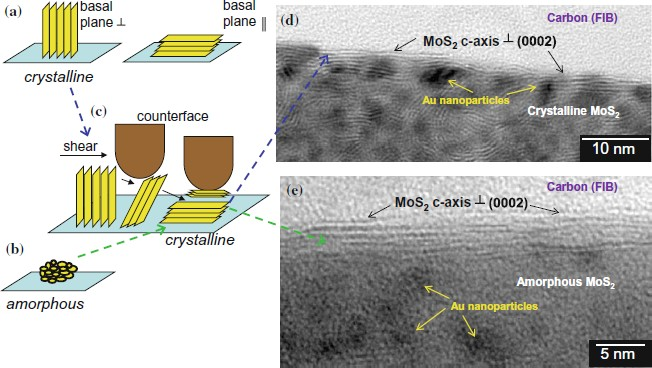 (a)
basal
plane ⊥
basal
plane ∥
crystalline
(c)
counterface
shear
crystalline
(b)
amorphous
(d)
Carbon (FIB)
MoS₂ c-axis ⊥ (0002)
Au nanoparticles
Crystalline MoS₂
10 nm
(e)
Carbon (FIB)
MoS₂ c-axis ⊥ (0002)
Amorphous MoS₂
Au nanoparticles
5 nm